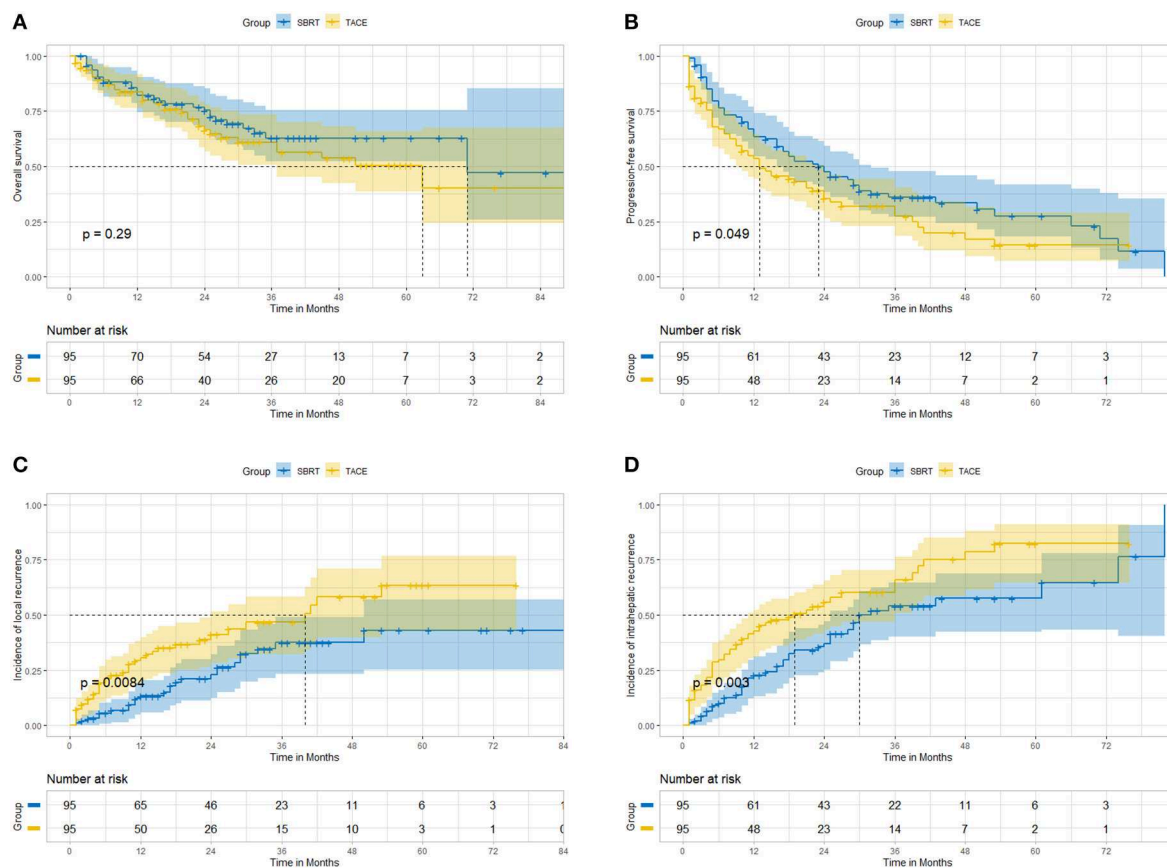 A
Group SBRT TACE
1.00
0.75
0.50
0.25
0.00
Overall survival
p = 0.29
0 12 24 36 48 60 72 84
Time in Months
Number at risk
Group
95 70 54 27 13 7 3 2
95 66 40 26 20 7 3 2
0 12 24 36 48 60 72 84
Time in Months
B
Group SBRT TACE
1.00
0.75
0.50
0.25
0.00
Progression-free survival
p = 0.049
0 12 24 36 48 60 72
Time in Months
Number at risk
Group
95 61 43 23 12 7 3
95 48 23 14 7 2 1
0 12 24 36 48 60 72
Time in Months
C
Group SBRT TACE
1.00
0.75
0.50
0.25
0.00
Incidence of local recurrence
p = 0.0084
0 12 24 36 48 60 72 84
Time in Months
Number at risk
Group
95 65 46 23 11 6 3 1
95 50 26 15 10 3 1 0
0 12 24 36 48 60 72 84
Time in Months
D
Group SBRT TACE
1.00
0.75
0.50
0.25
0.00
Incidence of intrahepatic recurrence
p = 0.003
0 12 24 36 48 60 72
Time in Months
Number at risk
Group
95 61 43 22 11 6 3
95 48 23 14 7 2 1
0 12 24 36 48 60 72
Time in Months